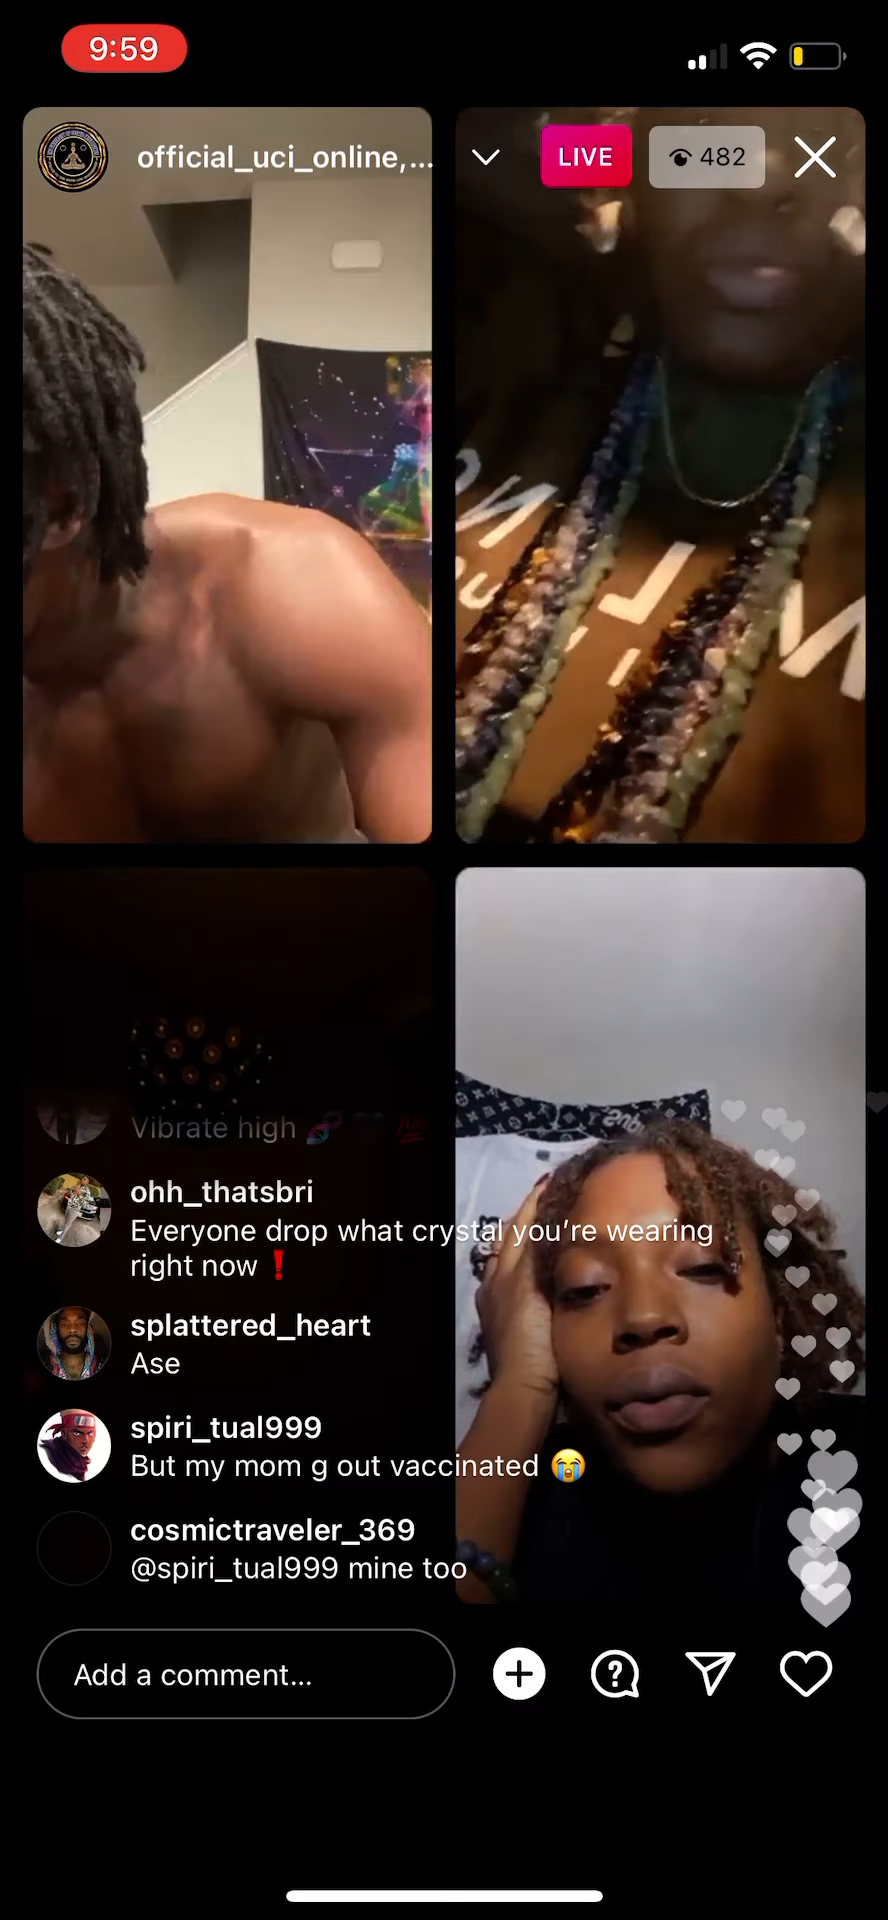 9:59
official_uci_online,...
LIVE
482
Vibrate high 🧬 🖤 💯
ohh_thatsbri
Everyone drop what crystal you’re wearing
right now ❗
splattered_heart
Ase
spiri_tual999
But my mom g out vaccinated 😭
cosmictraveler_369
@spiri_tual999 mine too
Add a comment...